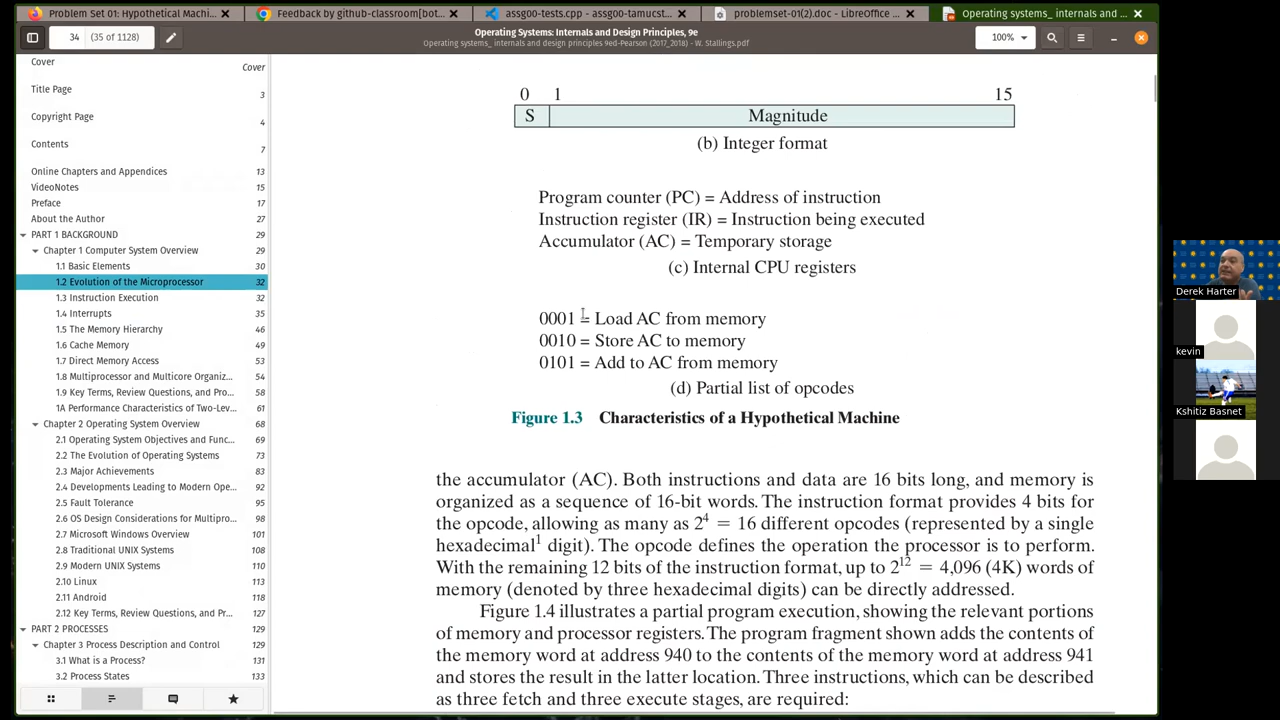 Problem Set 01: Hypothetical Machi...
Feedback by github-classroom[bot...
assg00-tests.cpp - assg00-tamucst...
problemset-01(2).doc - LibreOffice ...
Operating systems_ internals and ...
34 (35 of 1128)
Operating Systems: Internals and Design Principles, 9e
Operating systems_ internals and design principles 9ed-Pearson (2017_2018) - W. Stallings.pdf
100%
Cover Cover
Title Page 3
Copyright Page 4
Contents 7
Online Chapters and Appendices 13
VideoNotes 15
Preface 17
About the Author 27
PART 1 BACKGROUND 29
Chapter 1 Computer System Overview 29
1.1 Basic Elements 30
1.2 Evolution of the Microprocessor 32
1.3 Instruction Execution 32
1.4 Interrupts 35
1.5 The Memory Hierarchy 46
1.6 Cache Memory 49
1.7 Direct Memory Access 53
1.8 Multiprocessor and Multicore Organiz... 54
1.9 Key Terms, Review Questions, and Pro... 59
1A Performance Characteristics of Two-Lev... 61
Chapter 2 Operating System Overview 68
2.1 Operating System Objectives and Func... 69
2.2 The Evolution of Operating Systems 73
2.3 Major Achievements 83
2.4 Developments Leading to Modern Ope... 92
2.5 Fault Tolerance 95
2.6 OS Design Considerations for Multipro... 98
2.7 Microsoft Windows Overview 101
2.8 Traditional UNIX Systems 108
2.9 Modern UNIX Systems 110
2.10 Linux 113
2.11 Android 118
2.12 Key Terms, Review Questions, and Pr... 127
PART 2 PROCESSES 129
Chapter 3 Process Description and Control 129
3.1 What is a Process? 131
3.2 Process States 133
0 1 15
S Magnitude
(b) Integer format
Program counter (PC) = Address of instruction
Instruction register (IR) = Instruction being executed
Accumulator (AC) = Temporary storage
(c) Internal CPU registers
0001 = Load AC from memory
0010 = Store AC to memory
0101 = Add to AC from memory
(d) Partial list of opcodes
Figure 1.3 Characteristics of a Hypothetical Machine
the accumulator (AC). Both instructions and data are 16 bits long, and memory is
organized as a sequence of 16-bit words. The instruction format provides 4 bits for
the opcode, allowing as many as 2⁴ = 16 different opcodes (represented by a single
hexadecimal¹ digit). The opcode defines the operation the processor is to perform.
With the remaining 12 bits of the instruction format, up to 2¹² = 4,096 (4K) words of
memory (denoted by three hexadecimal digits) can be directly addressed.
Figure 1.4 illustrates a partial program execution, showing the relevant portions
of memory and processor registers. The program fragment shown adds the contents
of the memory word at address 940 to the contents of the memory word at address 941
and stores the result in the latter location. Three instructions, which can be described
as three fetch and three execute stages, are required:
Derek Harter
kevin
Kshitiz Basnet